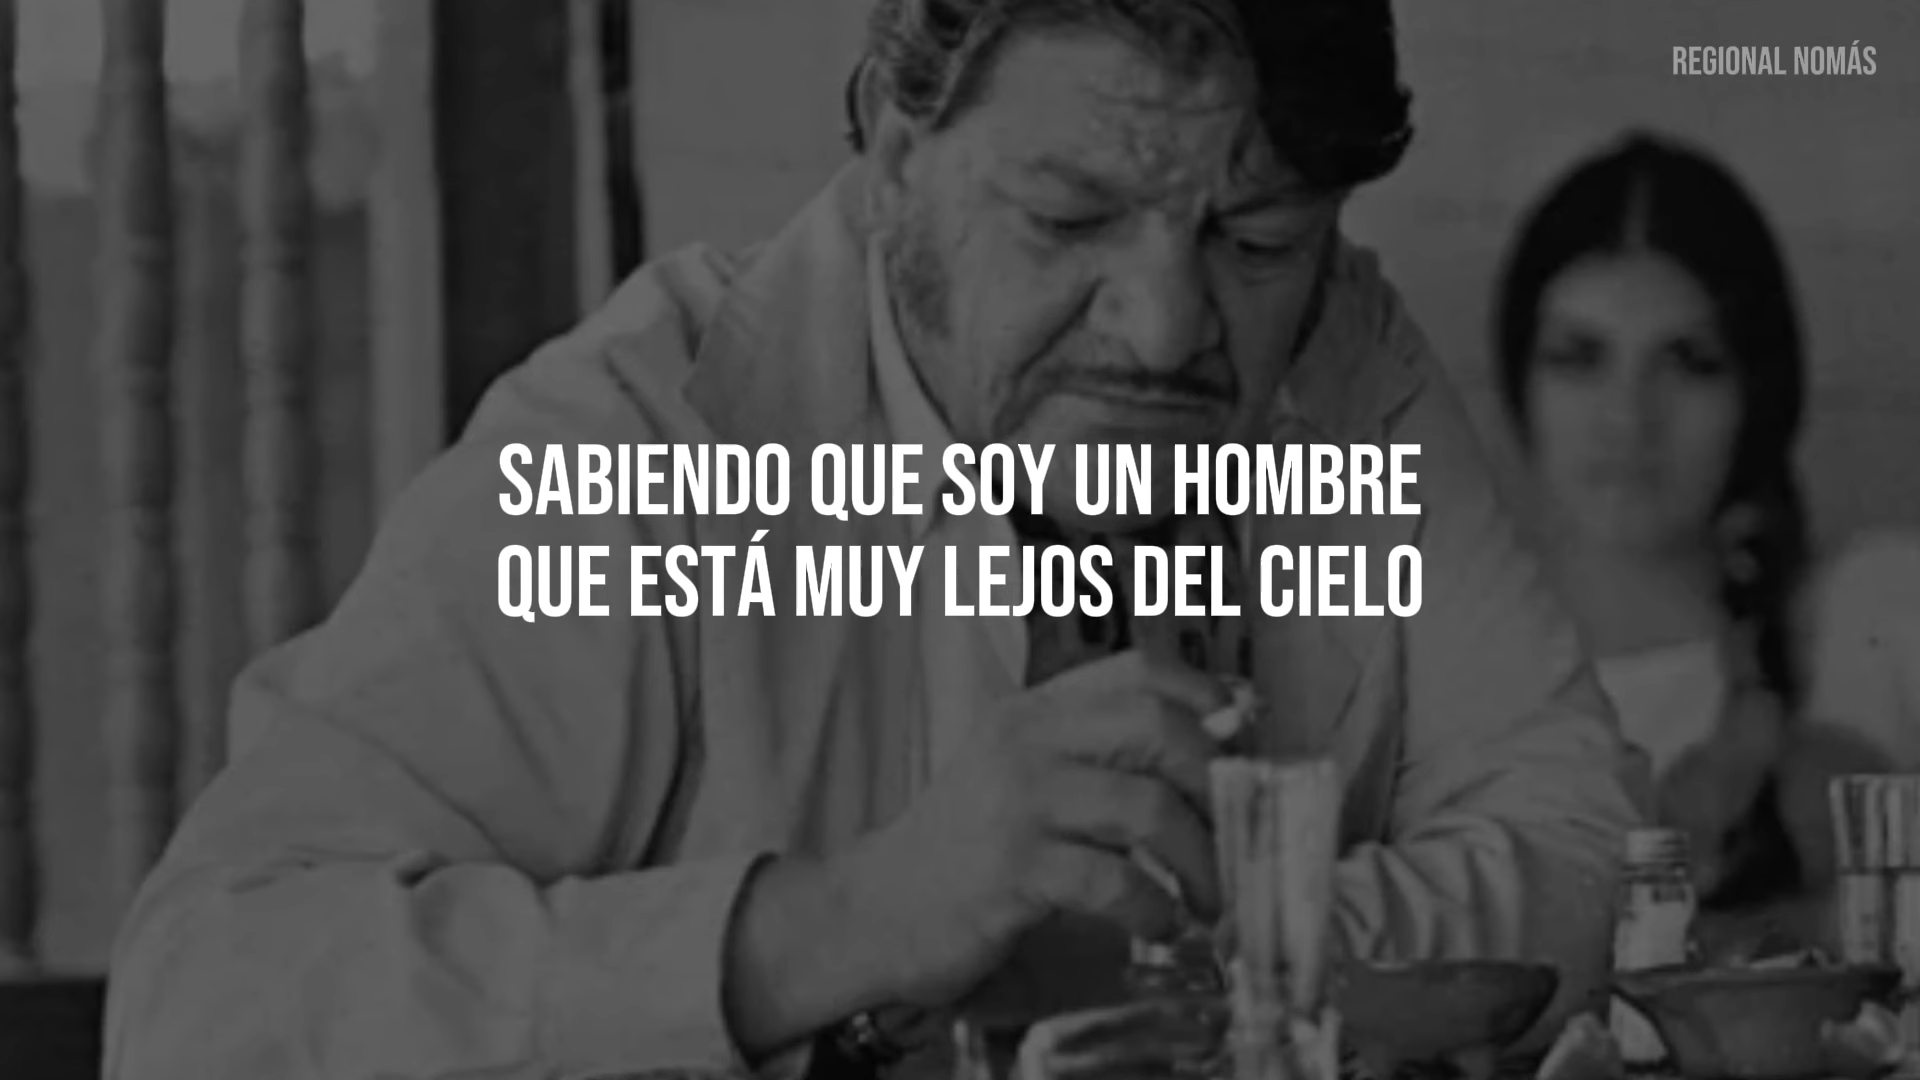 REGIONAL NOMÁS
SABIENDO QUE SOY UN HOMBRE
QUE ESTÁ MUY LEJOS DEL CIELO